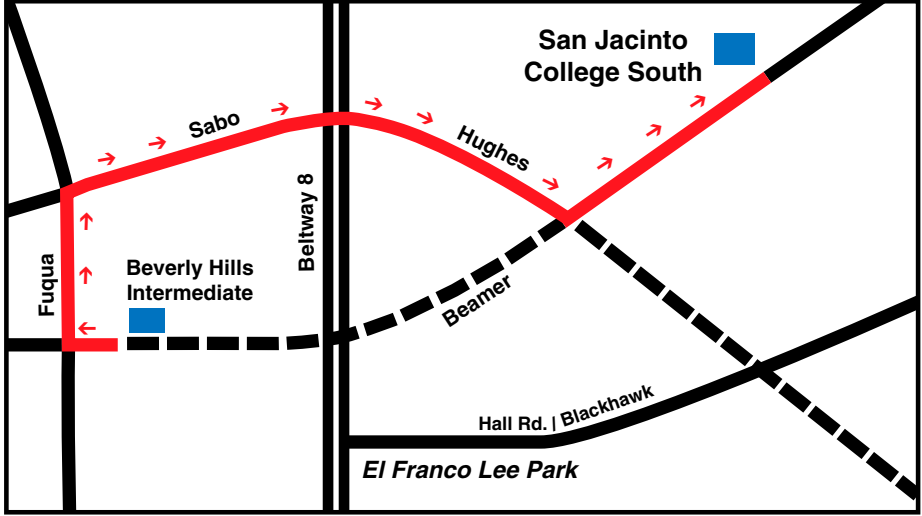 San Jacinto
College South
Sabo
Hughes
Beltway 8
Fuqua
Beverly Hills
Intermediate
Beamer
Hall Rd. / Blackhawk
El Franco Lee Park